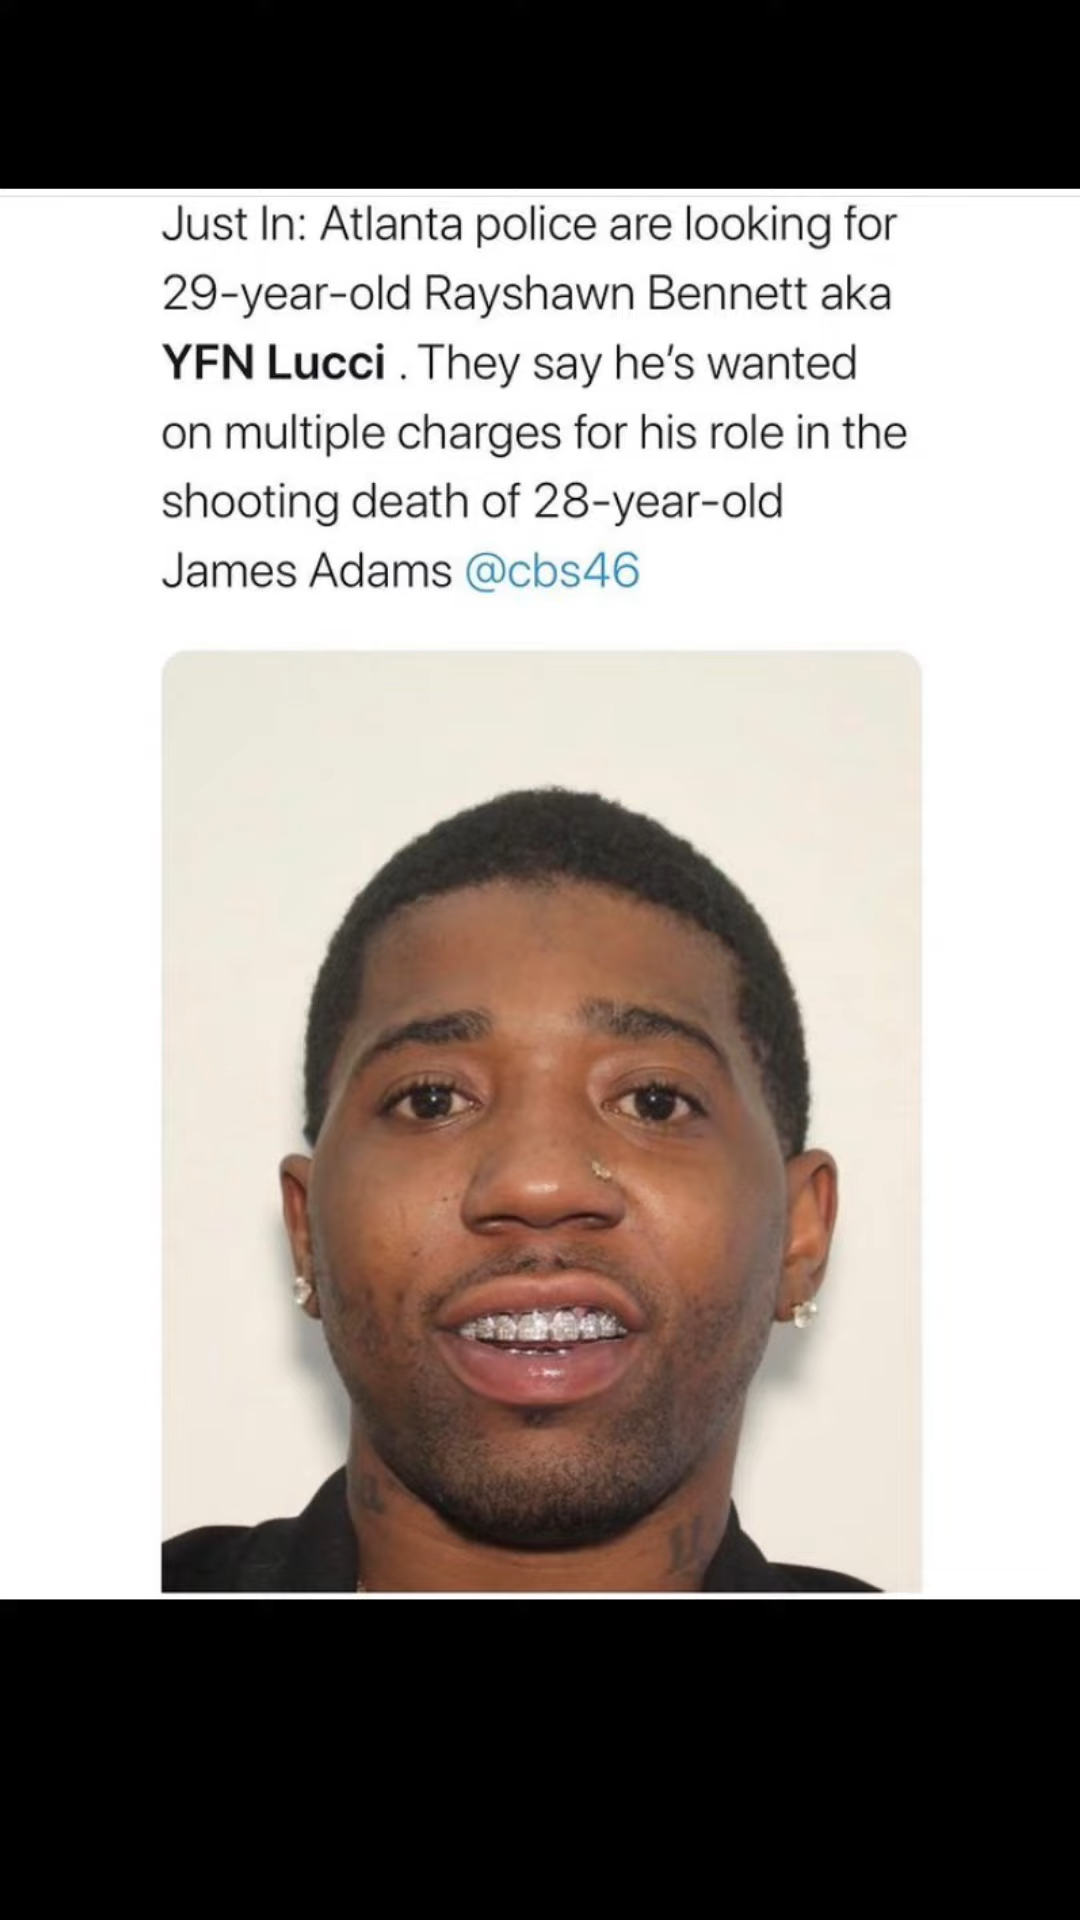 Just In: Atlanta police are looking for
29-year-old Rayshawn Bennett aka
YFN Lucci . They say he's wanted
on multiple charges for his role in the
shooting death of 28-year-old
James Adams @cbs46